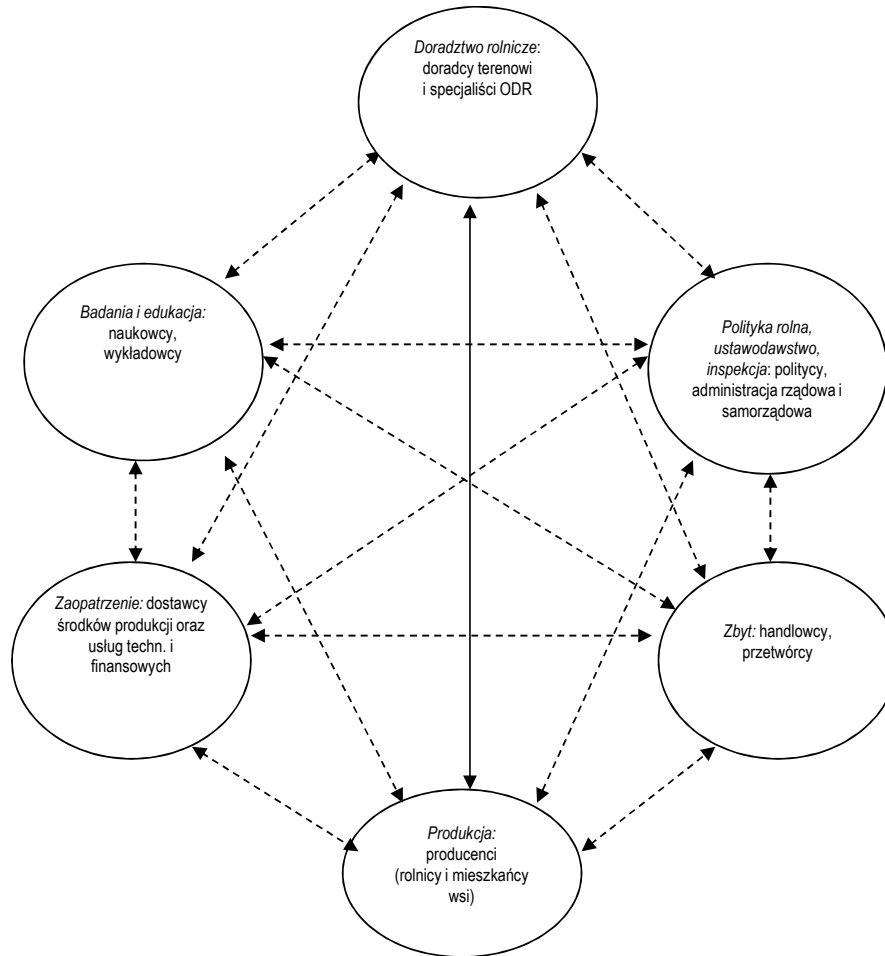 Doradztwo rolnicze:
doradcy terenowi
i specjaliści ODR
Badania i edukacja:
naukowcy,
wykładowcy
Polityka rolna,
ustawodawstwo,
inspekcja: politycy,
administracja rządowa i
samorządowa
Zaopatrzenie: dostawcy
środków produkcji oraz
usług techn. i
finansowych
Zbyt: handlowcy,
przetwórcy
Produkcja:
producenci
(rolnicy i mieszkańcy
wsi)